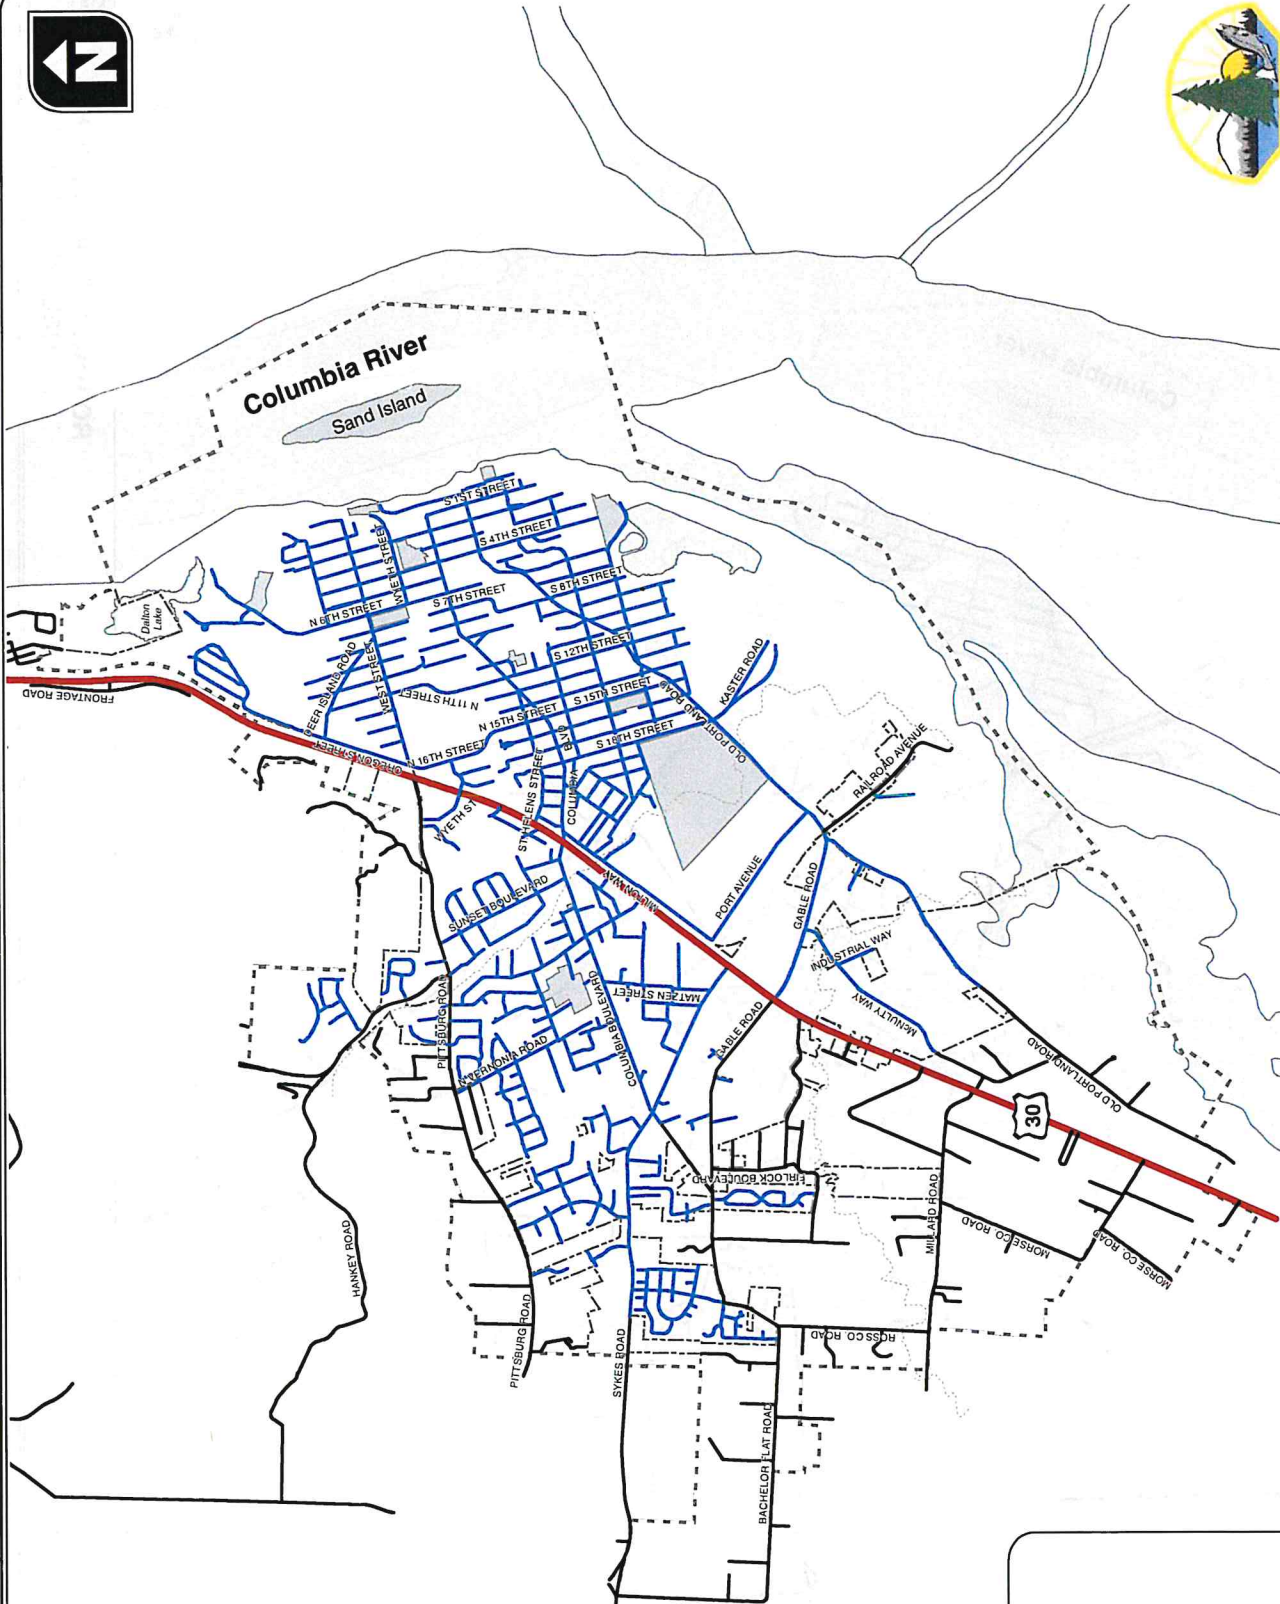 N
Columbia River
Sand Island
S 1ST STREET
WYETH STREET
S 4TH STREET
Dalton
Lake
N 6TH STREET
S 7TH STREET
S 8TH STREET
S 12TH STREET
DEER ISLAND ROAD
WEST STREET
N 11TH STREET
S 15TH STREET
N 15TH STREET
S 16TH STREET
N 16TH STREET
OLD PORTLAND ROAD
KASTER ROAD
FRONTAGE ROAD
OREGON STREET
BLVD
COLUMBIA
ST HELENS STREET
WYETH ST
OLD PORTLAND ROAD
RAILROAD AVENUE
MILTON WAY
PORT AVENUE
GABLE ROAD
SUNSET BOULEVARD
INDUSTRIAL WAY
MATZEN STREET
McNULTY WAY
PITTSBURG ROAD
COLUMBIA BOULEVARD
GABLE ROAD
N VERNONIA ROAD
OLD PORTLAND ROAD
30
FIRLOCK BOULEVARD
MILLARD ROAD
MORSE CO. ROAD
MORSE CO. ROAD
HANKEY ROAD
PITTSBURG ROAD
SYKES ROAD
ROSS CO. ROAD
BACHELOR FLAT ROAD